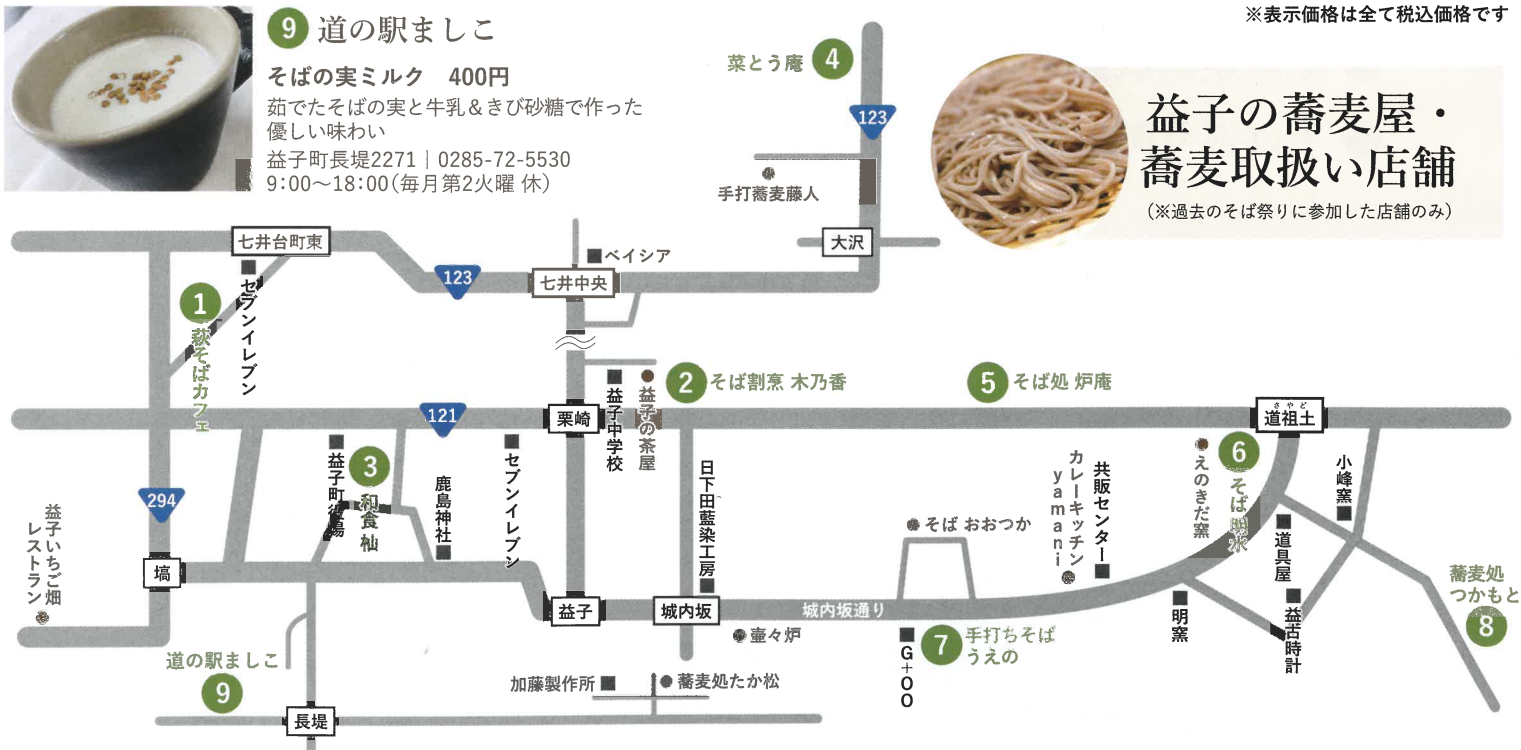 ※表示価格は全て税込価格です
9 道の駅ましこ
そばの実ミルク 400円
茹でたそばの実と牛乳＆きび砂糖で作った
優しい味わい
益子町長堤2271｜0285-72-5530
9:00〜18:00(毎月第2火曜 休)
益子の蕎麦屋・
蕎麦取扱い店舗
(※過去のそば祭りに参加した店舗のみ)
菜とう庵 4
123
手打蕎麦藤人
大沢
七井台町東
123
七井中央
ベイシア
1
萩そばカフェ
セブンイレブン
2 そば割烹 木乃香
5 そば処 炉庵
益子中学校
益子の茶屋
121
栗崎
さやど
道祖土
益子町役場
3
和食 杣
鹿島神社
セブンイレブン
日下田藍染工房
そば おおつか
カレーキッチン
yamani
共販センター
えのきだ窯
6
そば 明水
小峰窯
294
益子いちご畑
レストラン
塙
益子
城内坂
城内坂通り
道具屋
益古時計
明窯
蕎麦処
つかもと
8
壷々炉
G+OO
7 手打ちそば
うえの
道の駅ましこ
9
加藤製作所
蕎麦処たか松
長堤